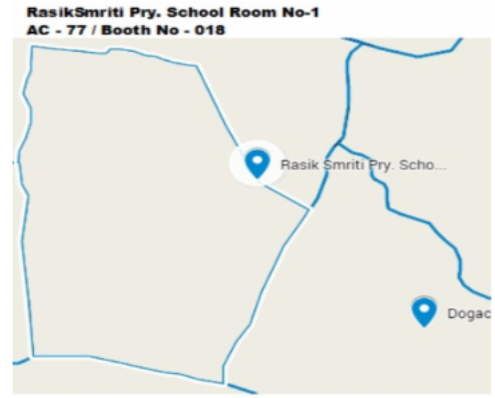 RasikSmriti Pry. School Room No-1
AC - 77 / Booth No - 018
Rasik Smriti Pry. Scho...
Dogac